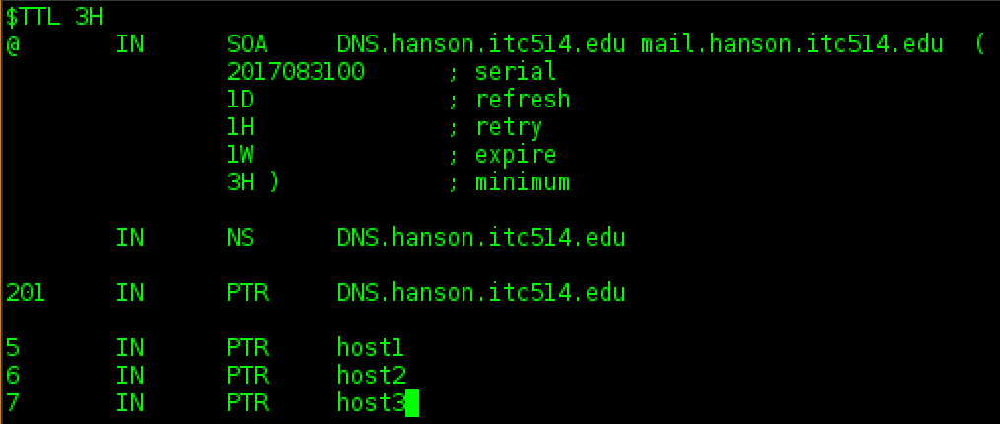 $TTL 3H
@ IN SOA DNS.hanson.itc514.edu mail.hanson.itc514.edu (
2017083100 ; serial
1D ; refresh
1H ; retry
1W ; expire
3H ) ; minimum
IN NS DNS.hanson.itc514.edu
201 IN PTR DNS.hanson.itc514.edu
5 IN PTR host1
6 IN PTR host2
7 IN PTR host3